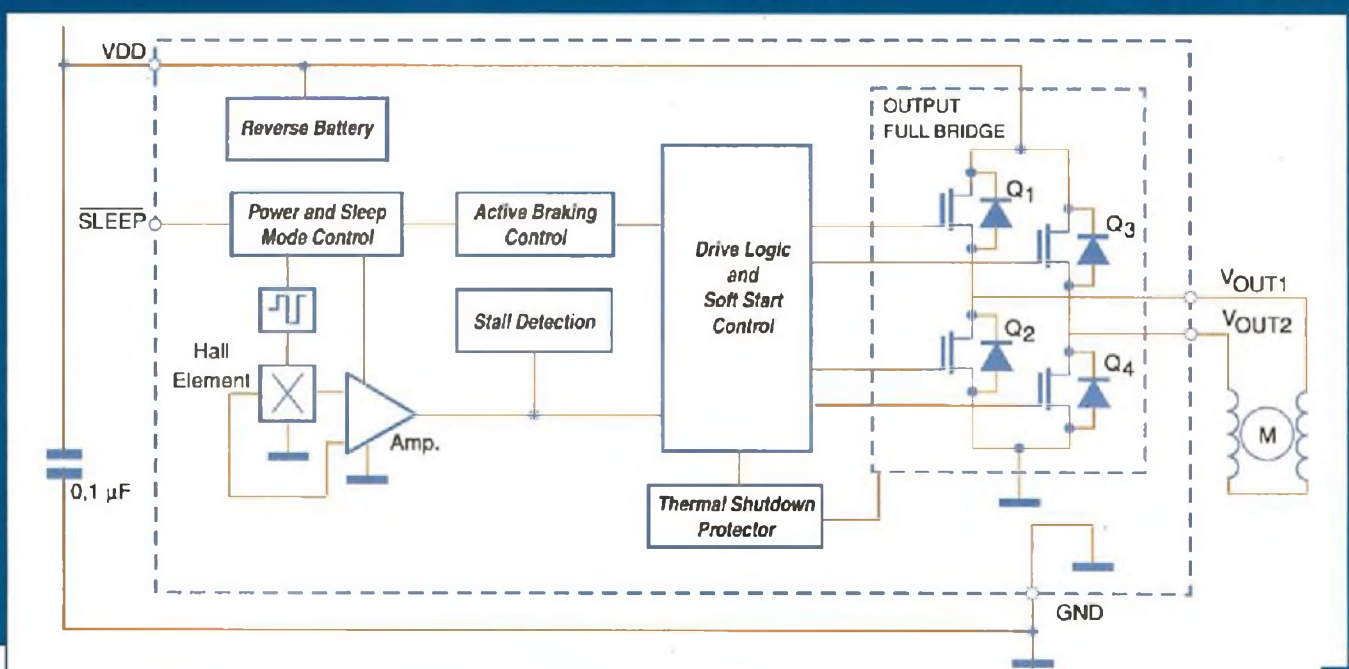 VDD
OUTPUT
FULL BRIDGE
Reverse Battery
Q1
SLEEP
Power and Sleep
Mode Control
Active Braking
Control
Q3
Drive Logic
and
Soft Start
Control
VOUT1
Stall Detection
VOUT2
Hall
Element
Q2
Q4
Amp.
M
0,1 µF
Thermal Shutdown
Protector
GND